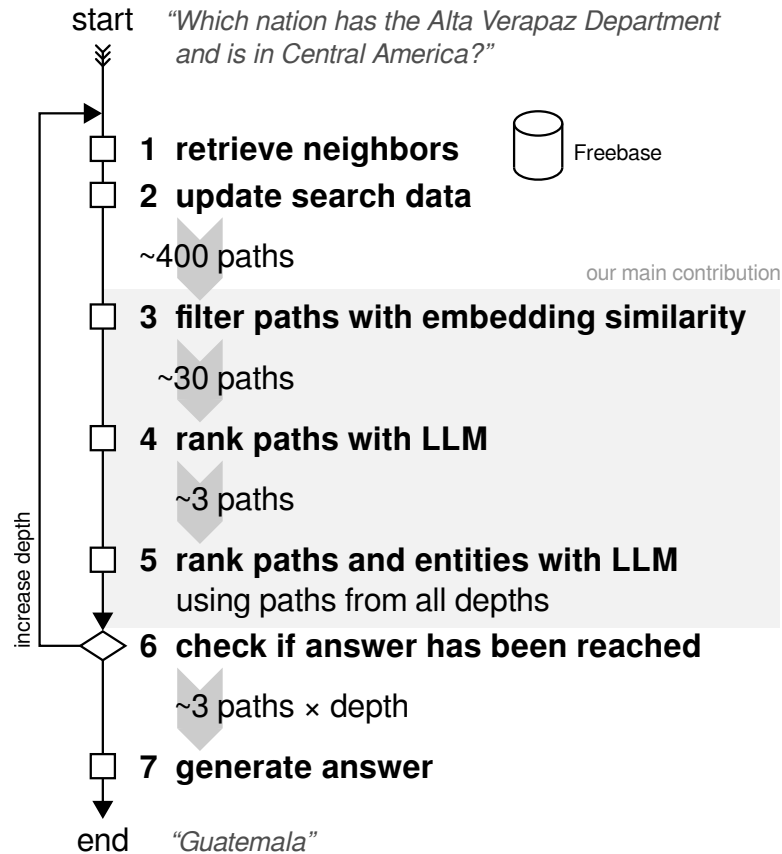 start
"Which nation has the Alta Verapaz Department
and is in Central America?"
1 retrieve neighbors
Freebase
2 update search data
~400 paths
our main contribution
3 filter paths with embedding similarity
~30 paths
4 rank paths with LLM
~3 paths
5 rank paths and entities with LLM
using paths from all depths
increase depth
6 check if answer has been reached
~3 paths × depth
7 generate answer
end
"Guatemala"